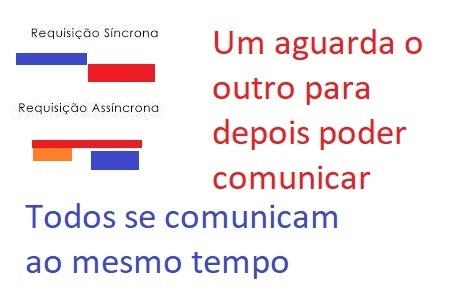 Requisição Síncrona
Requisição Assíncrona
Um aguarda o
outro para
depois poder
comunicar
Todos se comunicam
ao mesmo tempo